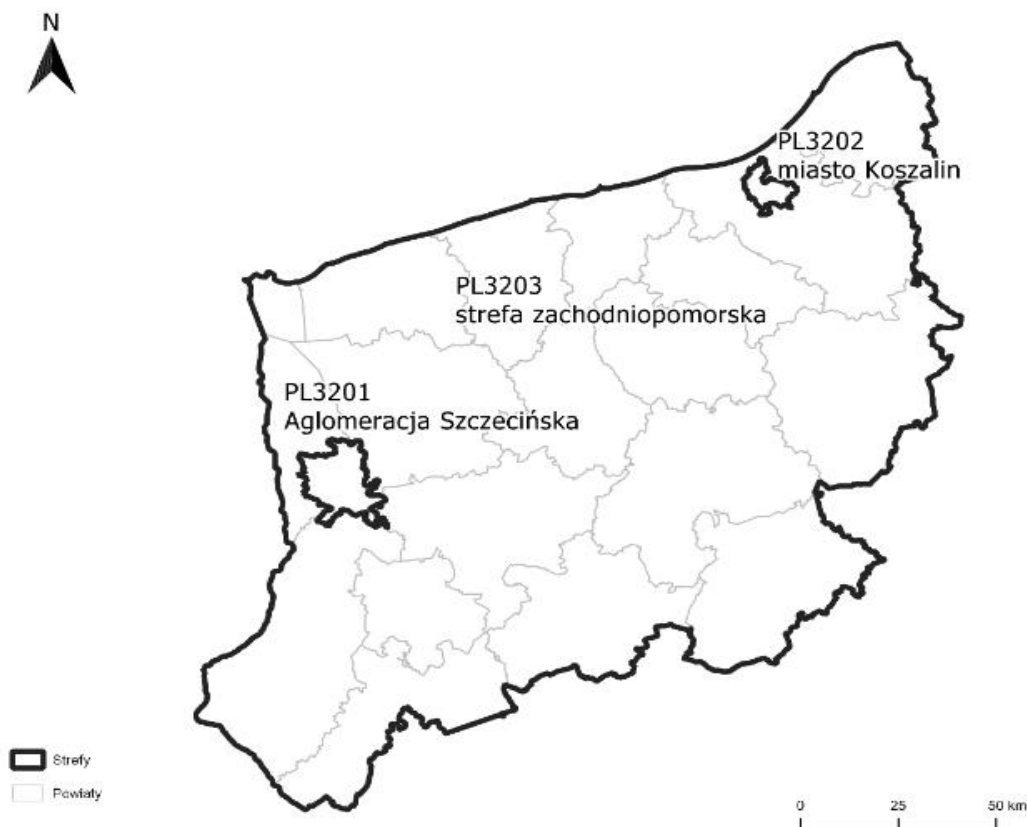 N
PL3202
miasto Koszalin
PL3203
strefa zachodniopomorska
PL3201
Aglomeracja Szczecińska
Strefy
Powiaty
0 25 50 km